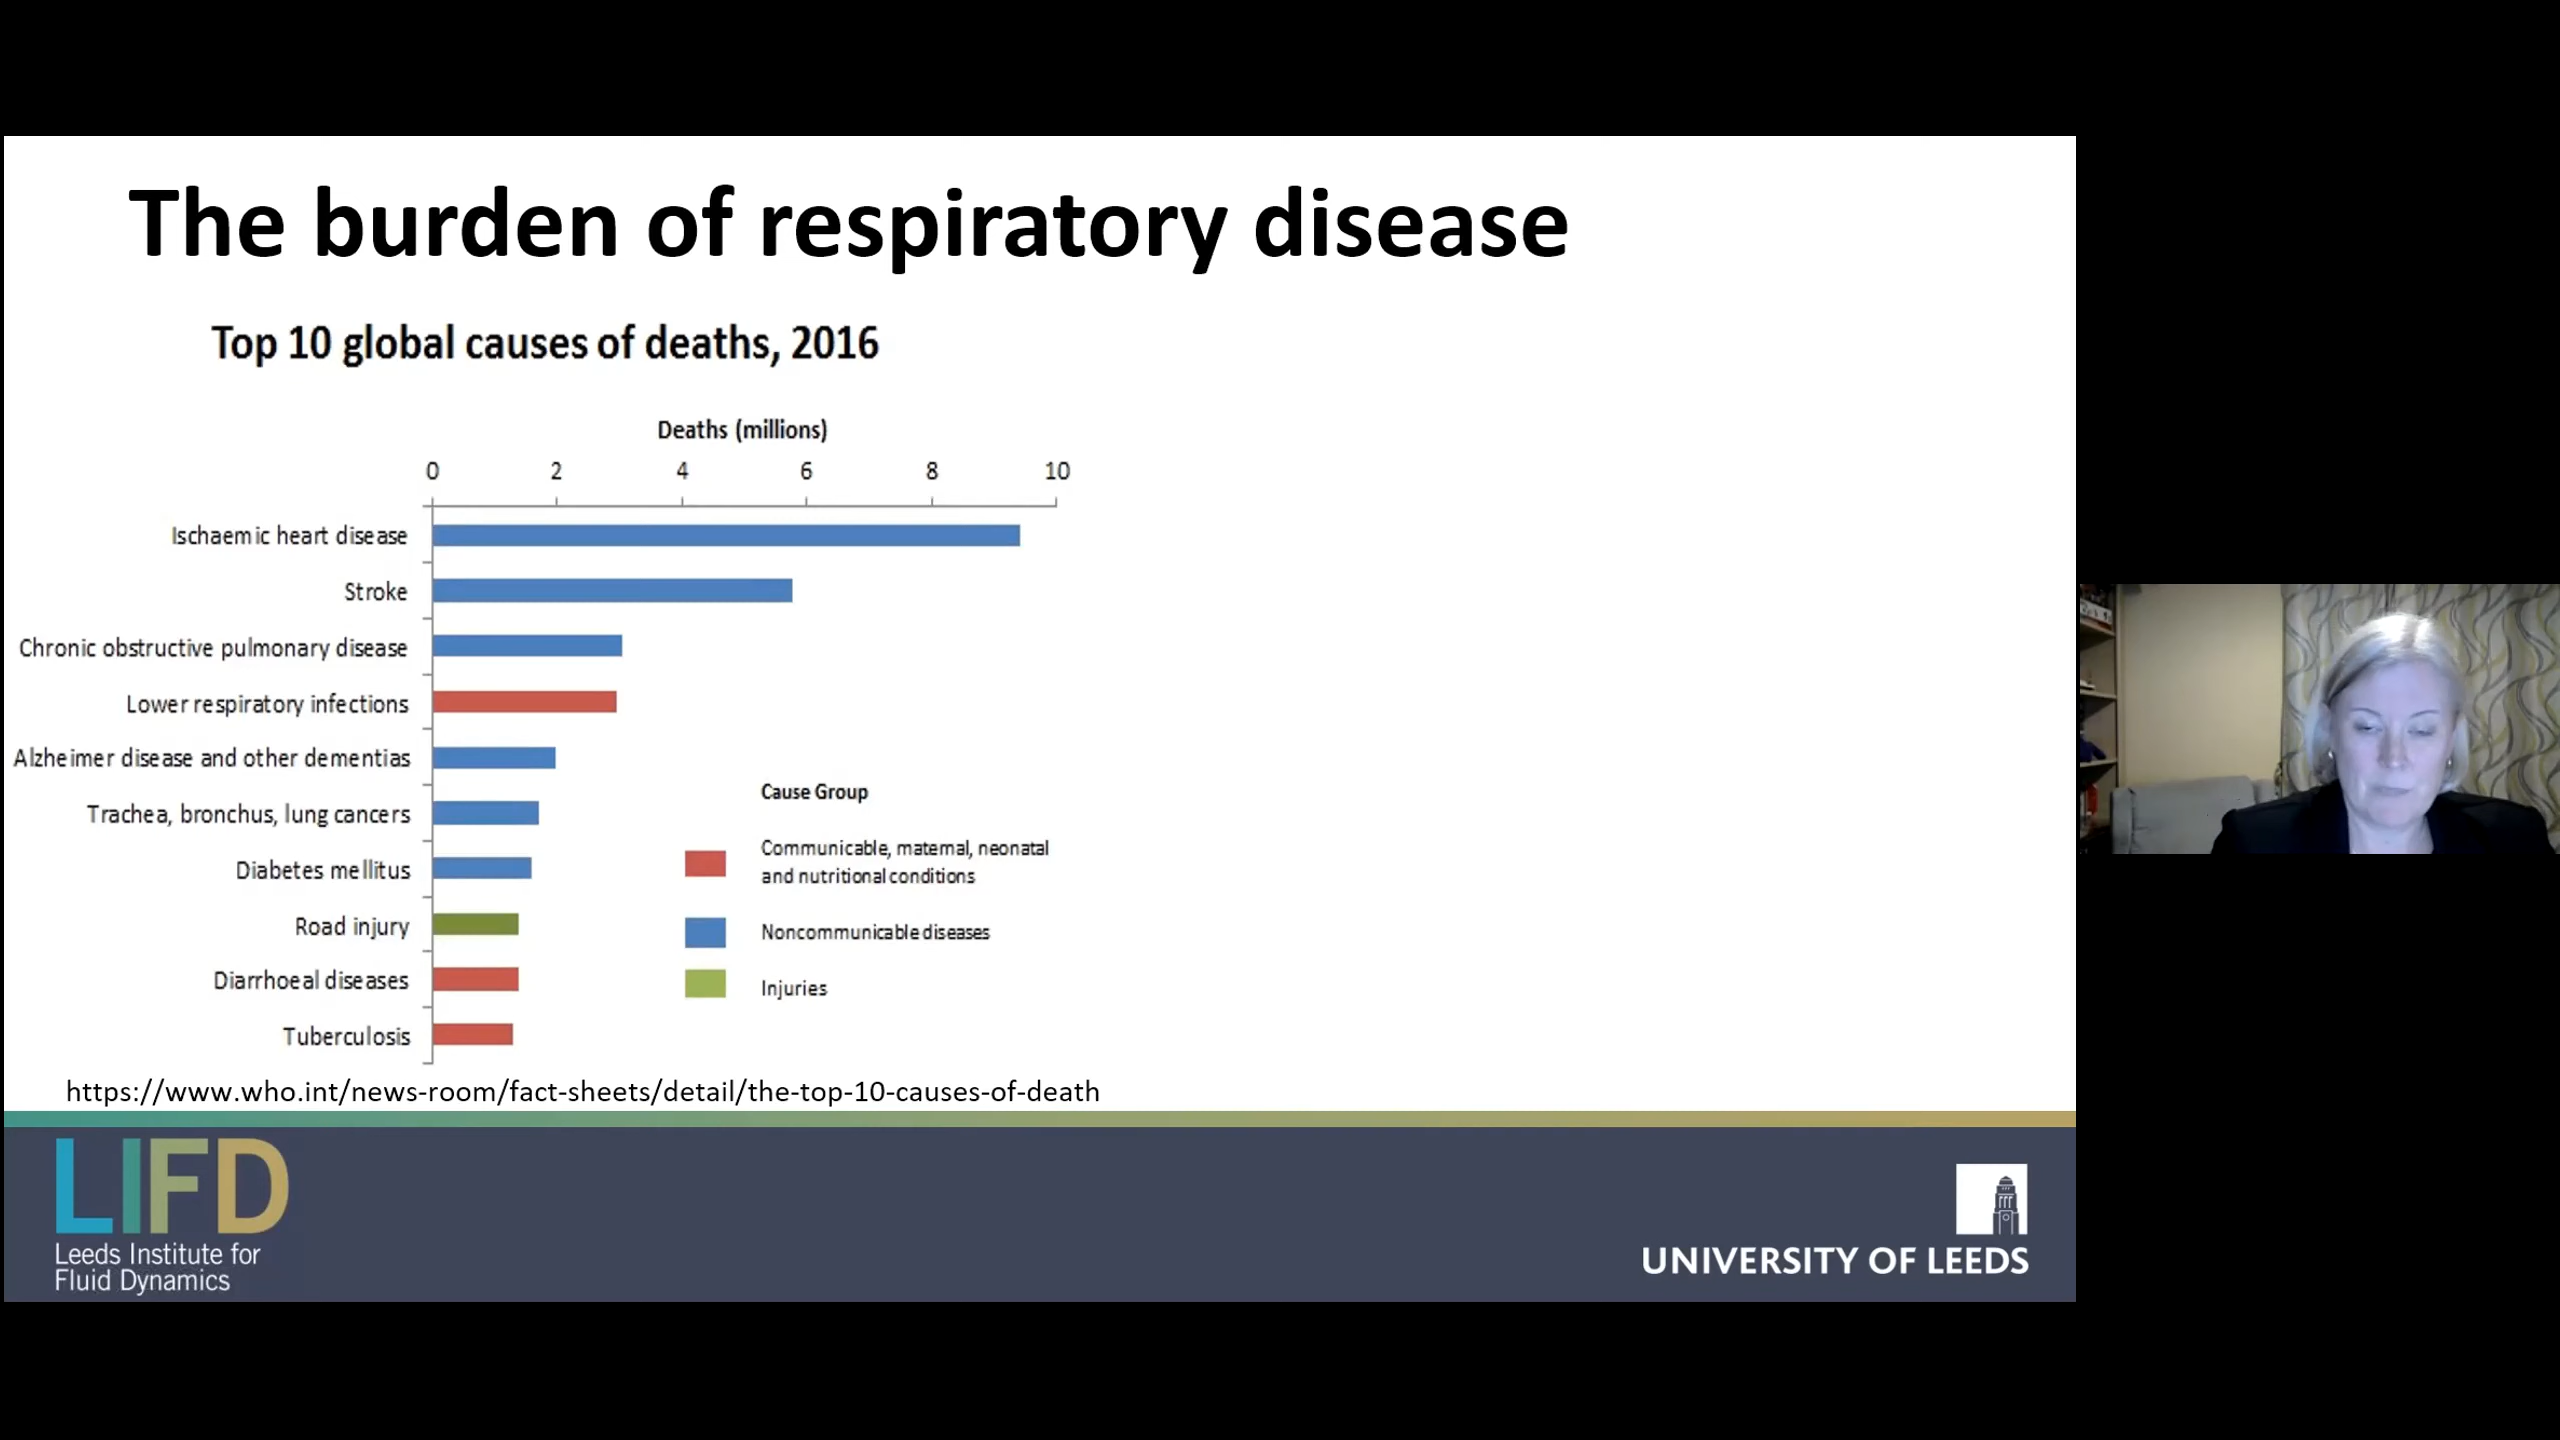 The burden of respiratory disease
Top 10 global causes of deaths, 2016
Deaths (millions)
0 2 4 6 8 10
Ischaemic heart disease
Stroke
Chronic obstructive pulmonary disease
Lower respiratory infections
Alzheimer disease and other dementias
Trachea, bronchus, lung cancers
Diabetes mellitus
Road injury
Diarrhoeal diseases
Tuberculosis
Cause Group
Communicable, maternal, neonatal
and nutritional conditions
Noncommunicable diseases
Injuries
https://www.who.int/news-room/fact-sheets/detail/the-top-10-causes-of-death
LIFD
Leeds Institute for
Fluid Dynamics
UNIVERSITY OF LEEDS